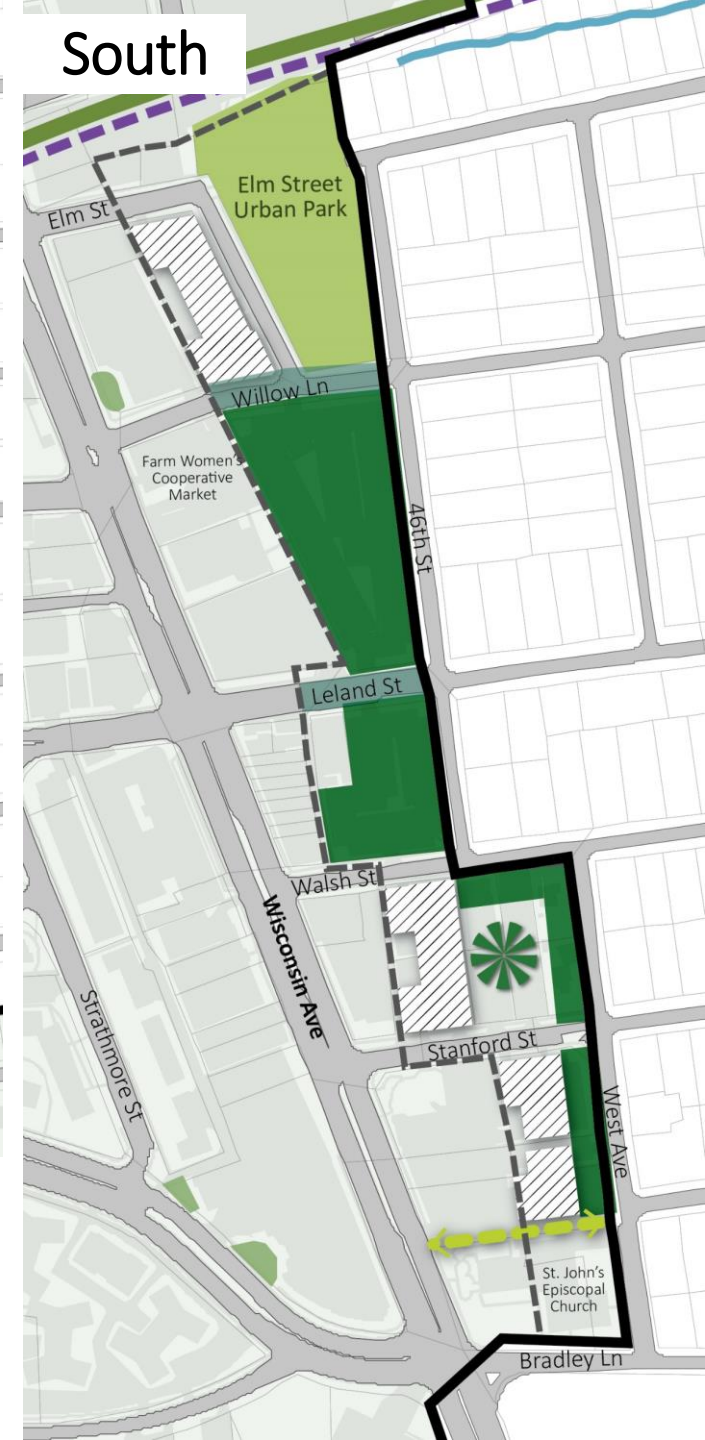 South
Elm Street
Urban Park
Elm St
Willow Ln
Farm Women's
Cooperative
Market
46th St
Leland St
Walsh St
Wisconsin Ave
Strathmore St
Stanford St
West Ave
St. John's
Episcopal
Church
Bradley Ln